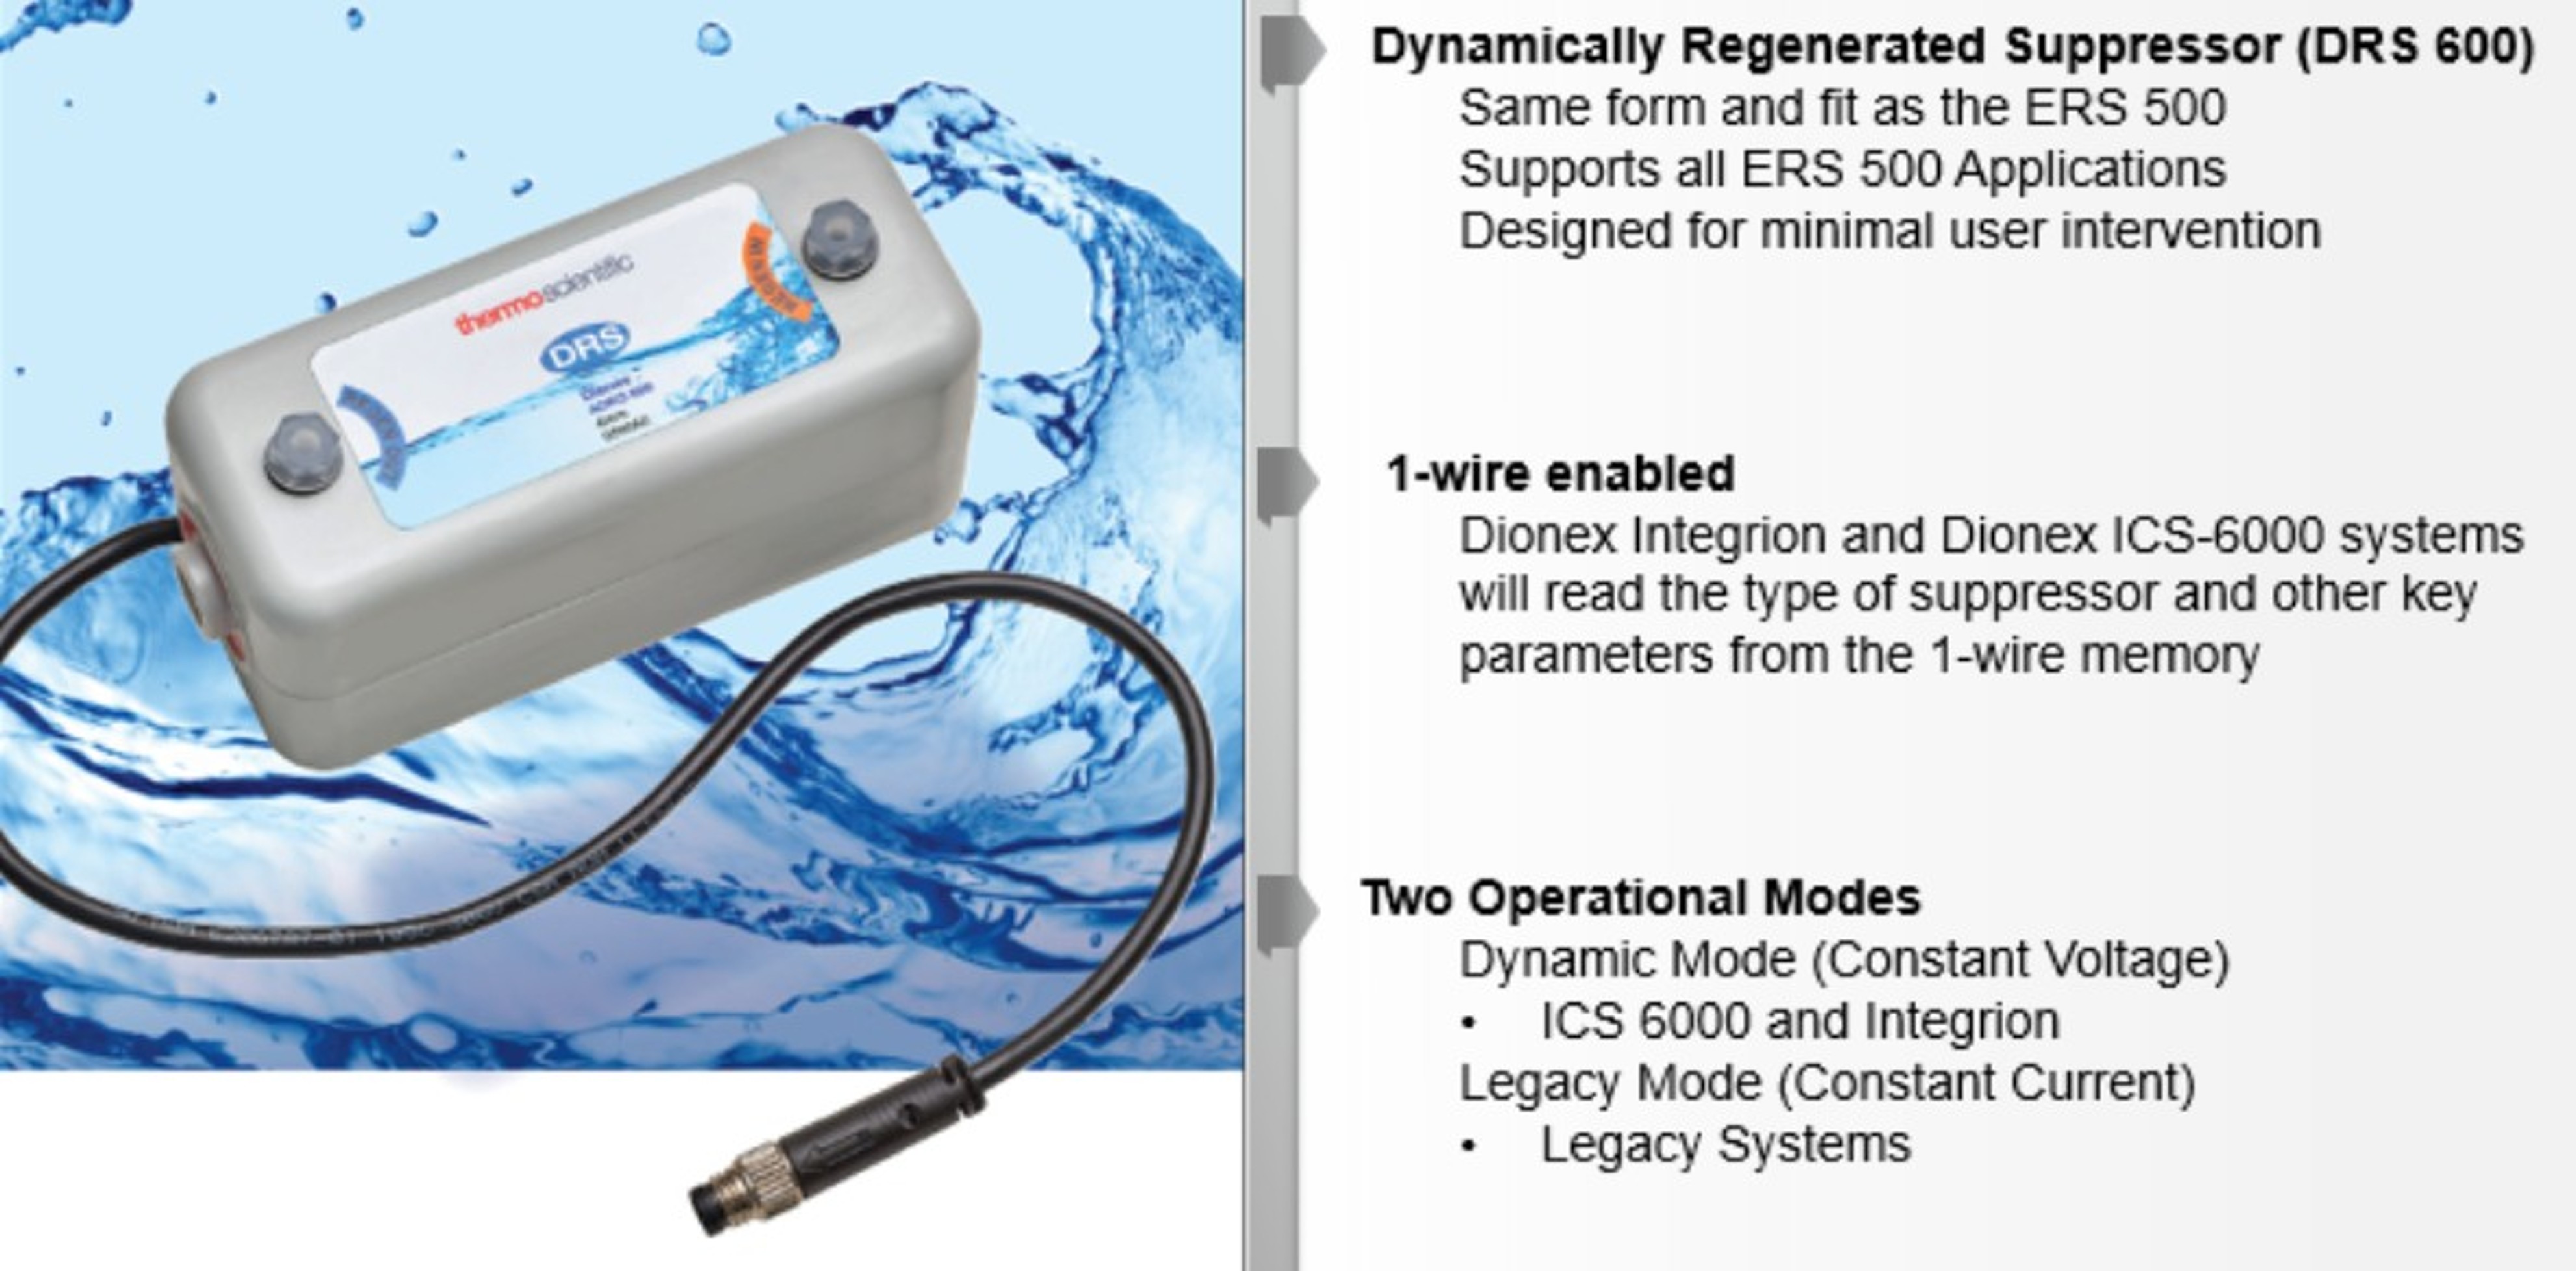 thermoscientific
DRS
Dionex
Dynamically Regenerated Suppressor (DRS 600)
Same form and fit as the ERS 500
Supports all ERS 500 Applications
Designed for minimal user intervention
1-wire enabled
Dionex Integrion and Dionex ICS-6000 systems
will read the type of suppressor and other key
parameters from the 1-wire memory
Two Operational Modes
Dynamic Mode (Constant Voltage)
• ICS 6000 and Integrion
Legacy Mode (Constant Current)
• Legacy Systems